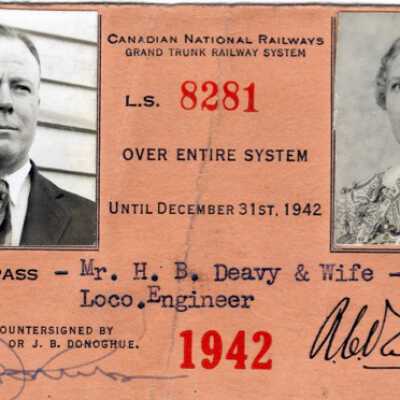 CANADIAN NATIONAL RAILWAYS
GRAND TRUNK RAILWAY SYSTEM
L.S. 8281
OVER ENTIRE SYSTEM
UNTIL DECEMBER 31ST, 1942
PASS - Mr. H. B. Deavy & Wife -
Loco. Engineer
OUNTERSIGNED BY
OR J. B. DONOGHUE.
1942